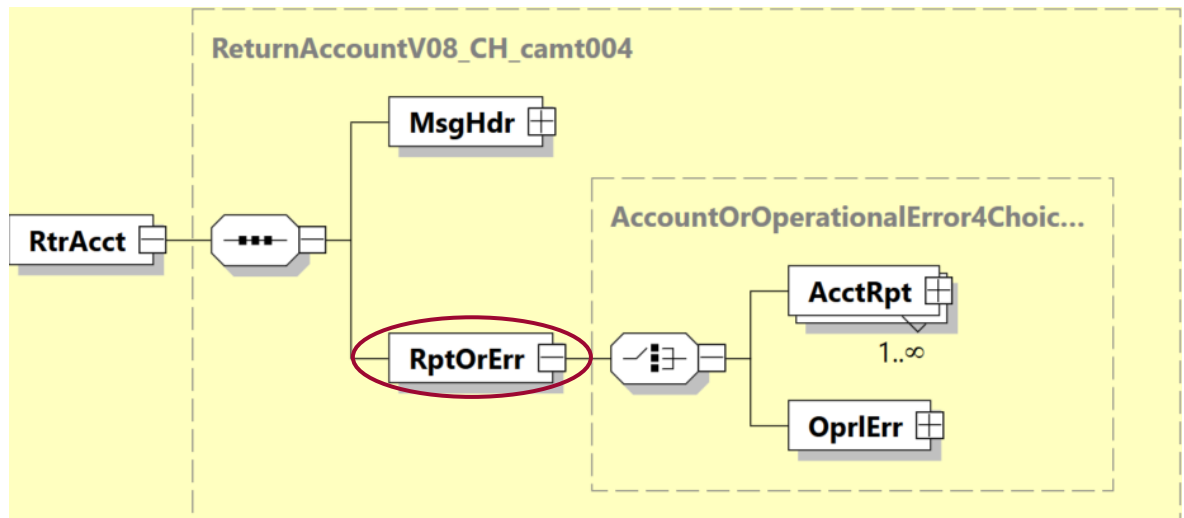 ReturnAccountV08_CH_camt004
MsgHdr
RtrAcct
AccountOrOperationalError4Choic...
AcctRpt
1..∞
RptOrErr
OprlErr